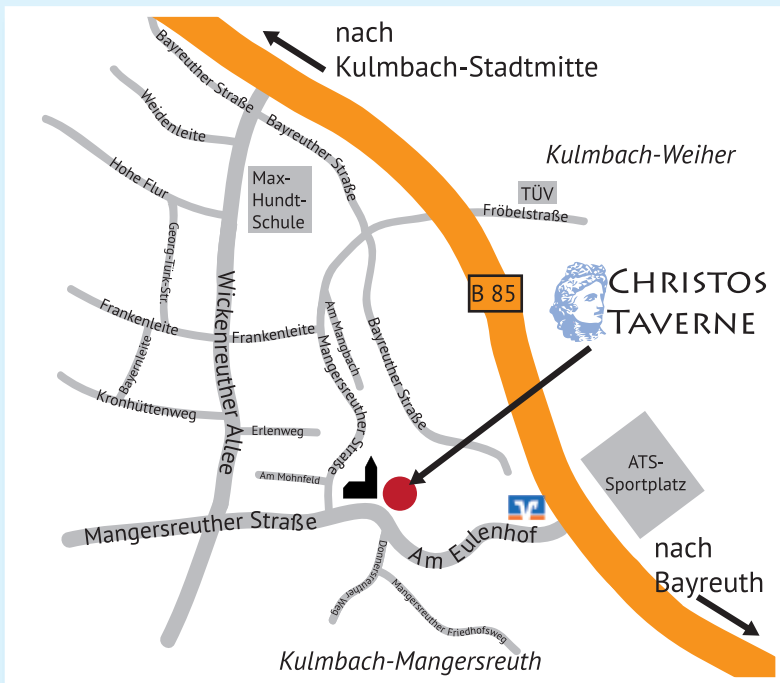 nach
Kulmbach-Stadtmitte
Bayreuther Straße
Bayreuther Straße
Weidenleite
Kulmbach-Weiher
Hohe Flur
Max-
Hundt-
Schule
TÜV
Fröbelstraße
Georg-Türk-Str.
Wickenreuther Allee
B 85
CHRISTOS
TAVERNE
Frankenleite
Frankenleite
Am Mangbach
Mangersreuther Straße
Bayreuther Straße
Bayernleite
Kronhüttenweg
Erlenweg
Am Mohnfeld
ATS-
Sportplatz
Mangersreuther Straße
Am Eulenhof
nach
Bayreuth
Donnersreuther Weg
Mangersreuther Friedhofsweg
Kulmbach-Mangersreuth